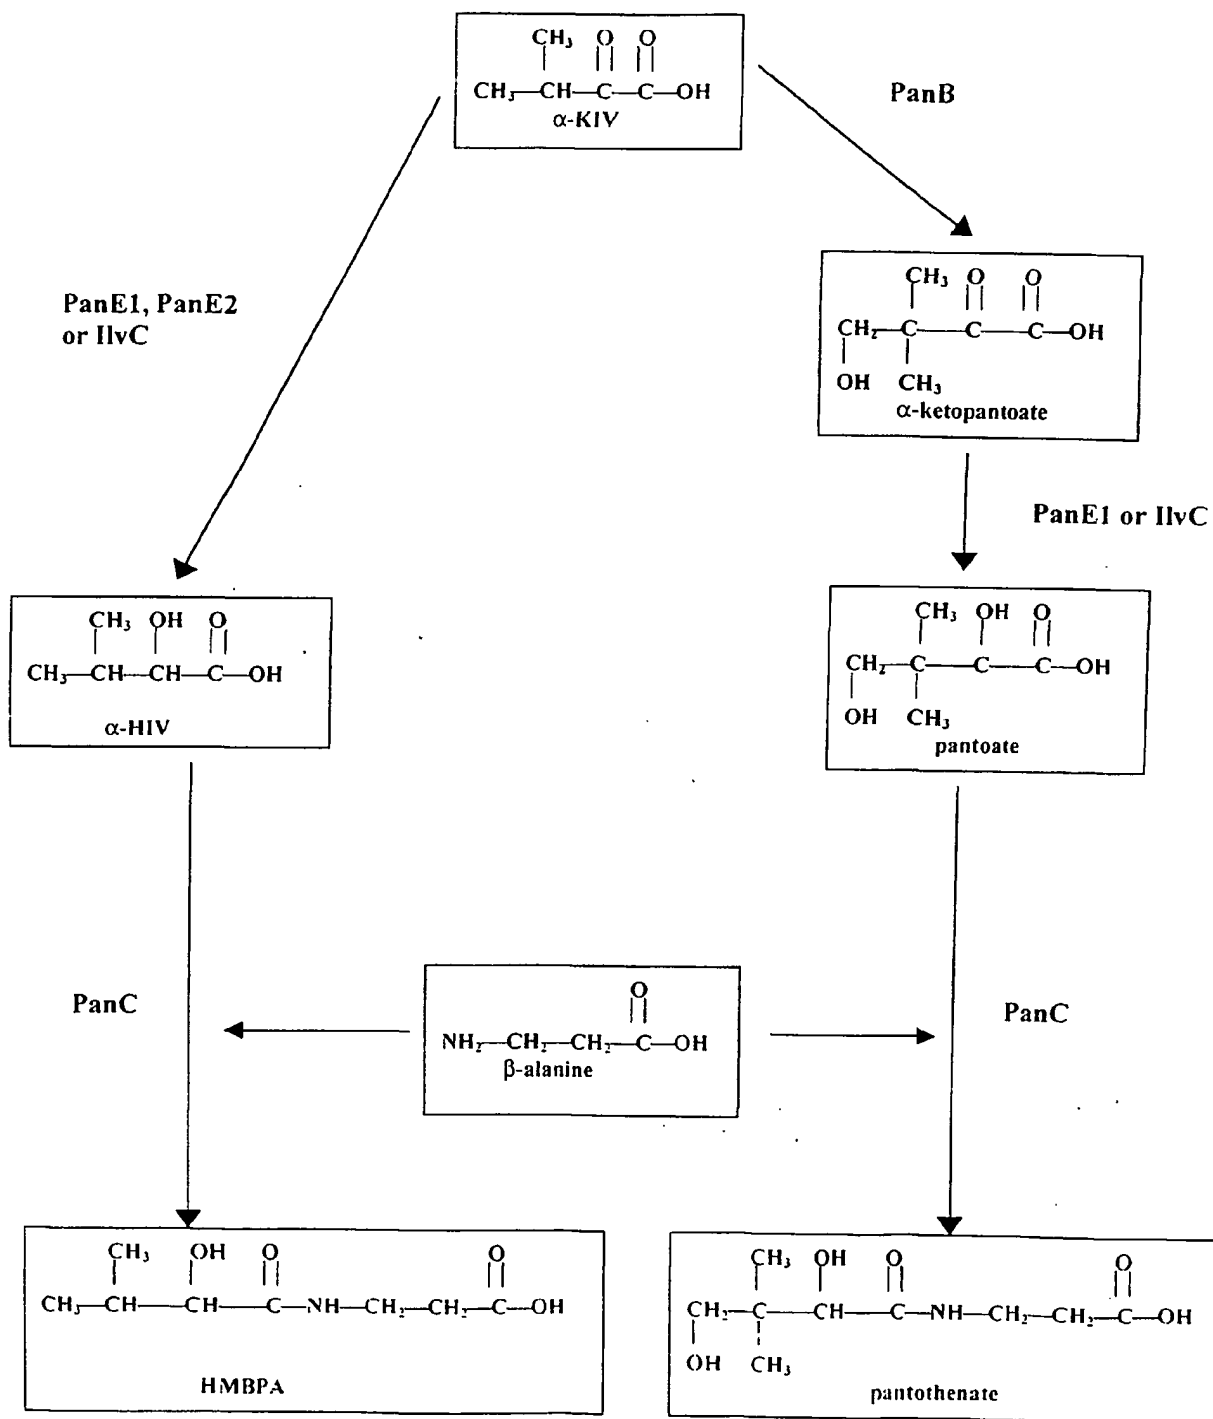 CH₃ O O
CH₃—CH—C—C—OH
α-KIV
PanB
CH₃ O O
CH₂—C—C—C—OH
OH CH₃
α-ketopantoate
PanE1, PanE2
or IlvC
PanE1 or IlvC
CH₃ OH O
CH₃—CH—CH—C—OH
α-HIV
CH₃ OH O
CH₂—C—C—C—OH
OH CH₃
pantoate
PanC
O
NH₂—CH₂—CH₂—C—OH
β-alanine
PanC
CH₃ OH O O
CH₃—CH—CH—C—NH—CH₂—CH₂—C—OH
HMBPA
CH₃ OH O O
CH₂—C—CH—C—NH—CH₂—CH₂—C—OH
OH CH₃
pantothenate